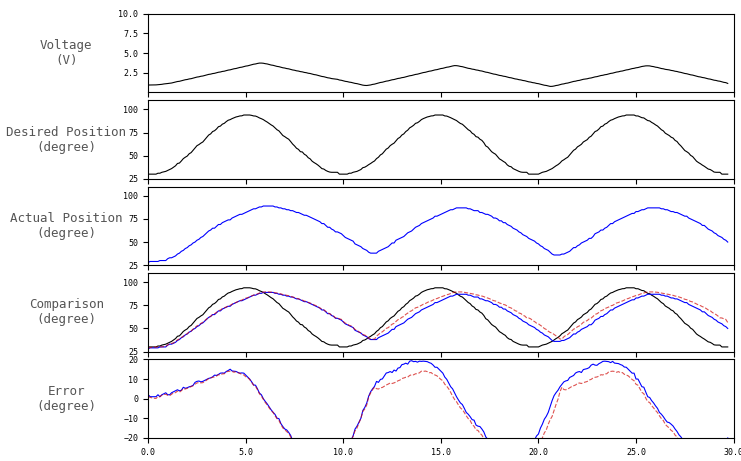 Voltage
(V)
10.0
7.5
5.0
2.5
Desired Position
(degree)
100
75
50
25
Actual Position
(degree)
100
75
50
25
Comparison
(degree)
100
75
50
25
Error
(degree)
20
10
0
−10
−20
0.0 5.0 10.0 15.0 20.0 25.0 30.0